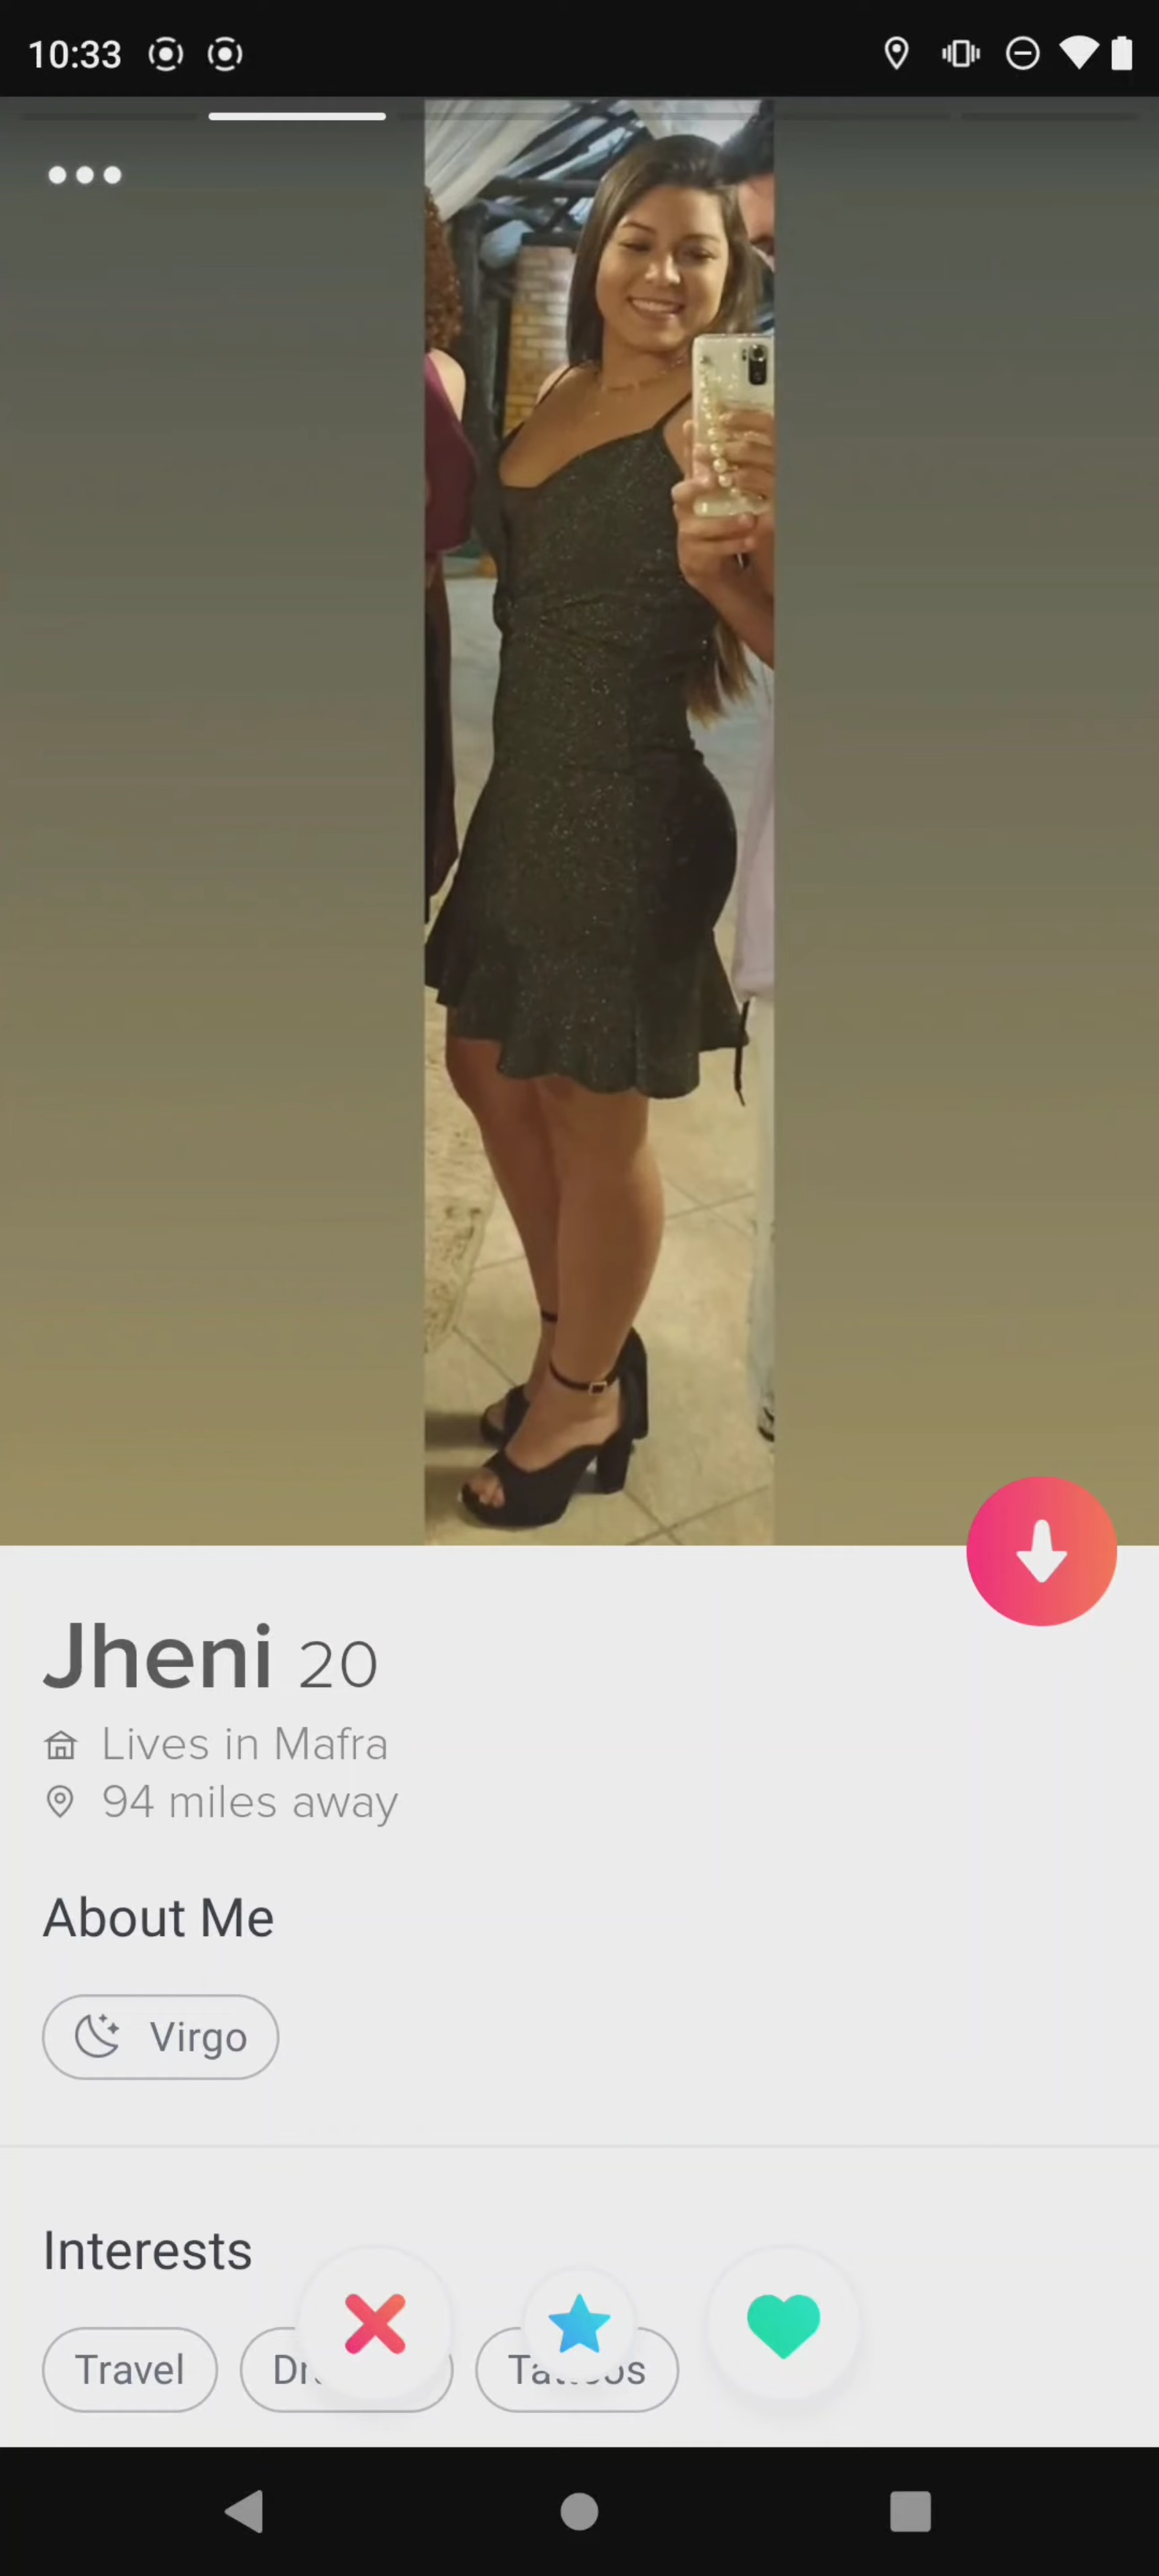 10:33
Jheni 20
Lives in Mafra
94 miles away
About Me
Virgo
Interests
Travel